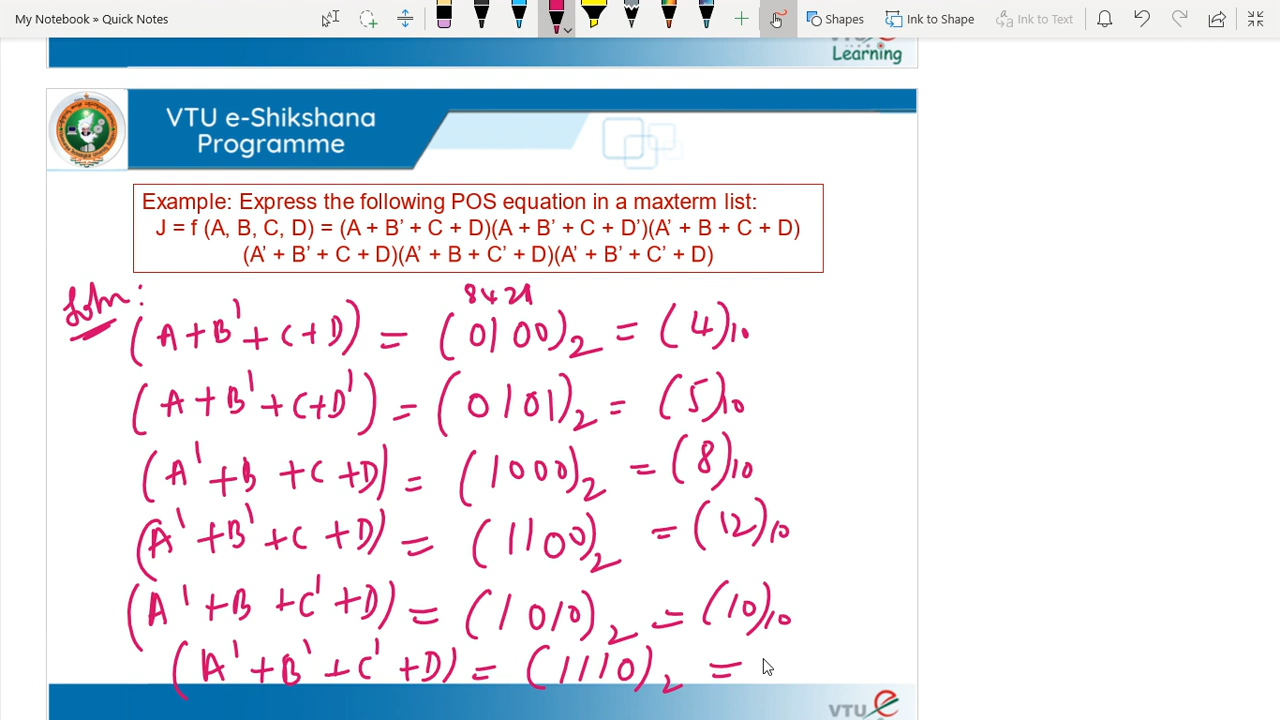 My Notebook » Quick Notes
Shapes
Ink to Shape
Ink to Text
VTU e
Learning
VTU e-Shikshana
Programme
Example: Express the following POS equation in a maxterm list:
J = f (A, B, C, D) = (A + B’ + C + D)(A + B’ + C + D’)(A’ + B + C + D)
(A’ + B’ + C + D)(A’ + B + C’ + D)(A’ + B’ + C’ + D)
Soln :
8421
(A+B'+C+D) = (0100)2 = (4)10
(A+B'+C+D') = (0101)2 = (5)10
(A'+B+C+D) = (1000)2 = (8)10
(A'+B'+C+D) = (1100)2 = (12)10
(A'+B+C'+D) = (1010)2 = (10)10
(A'+B'+C'+D) = (1110)2 =
VTU e